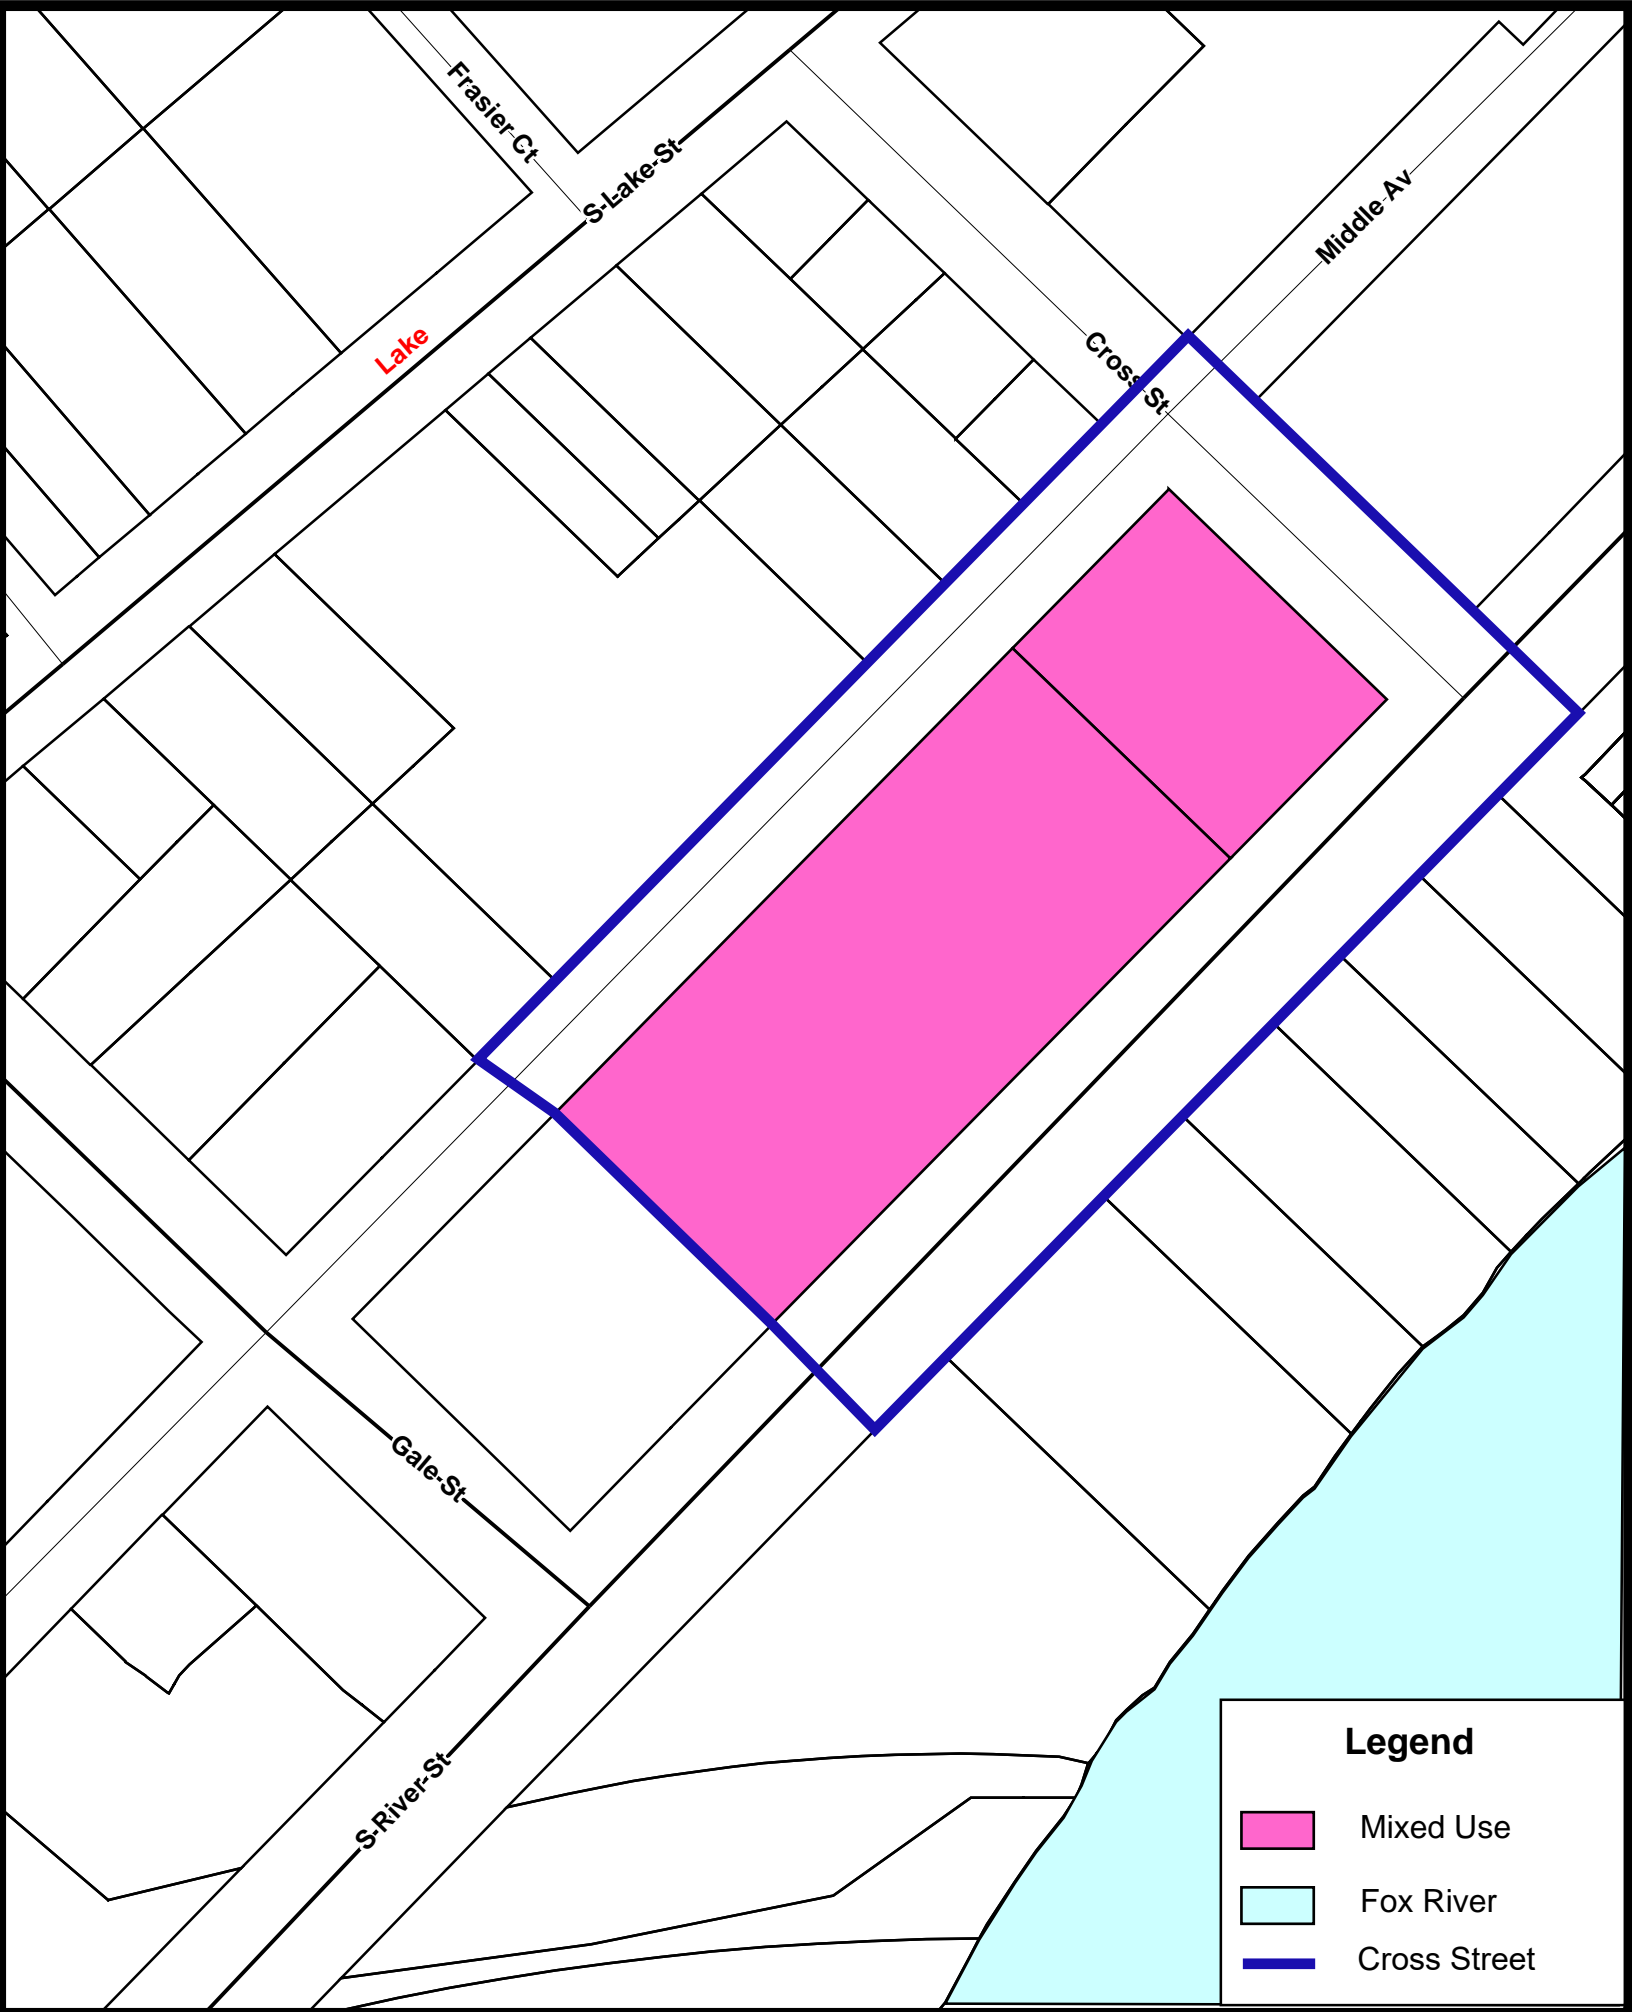 Frasier Ct
S Lake St
Middle Av
Lake
Cross St
Gale St
S River St
Legend
Mixed Use
Fox River
Cross Street